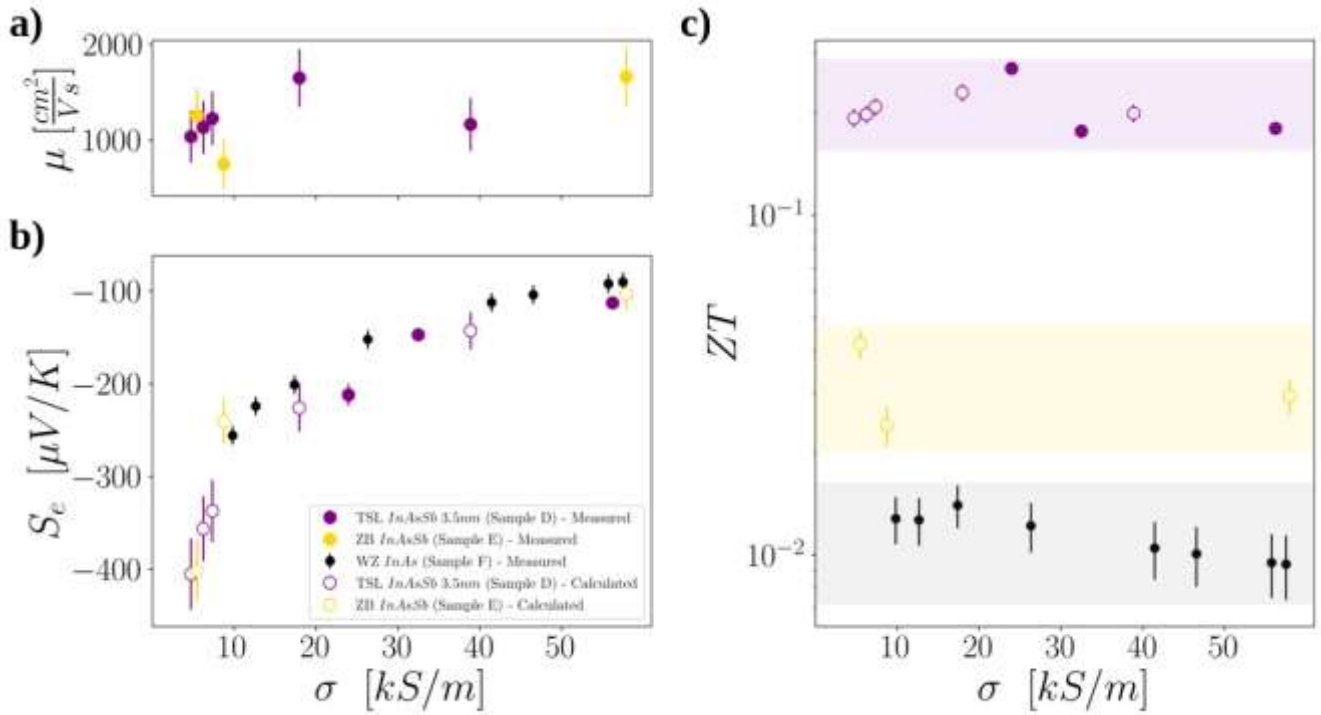 a)
2000
1000
μ [cm²/Vs]
b)
−100
−200
−300
−400
S_e [μV/K]
TSL InAsSb 3.5nm (Sample D) - Measured
ZB InAsSb (Sample E) - Measured
WZ InAs (Sample F) - Measured
TSL InAsSb 3.5nm (Sample D) - Calculated
ZB InAsSb (Sample E) - Calculated
10 20 30 40 50
σ [kS/m]
c)
10⁻¹
ZT
10⁻²
10 20 30 40 50
σ [kS/m]